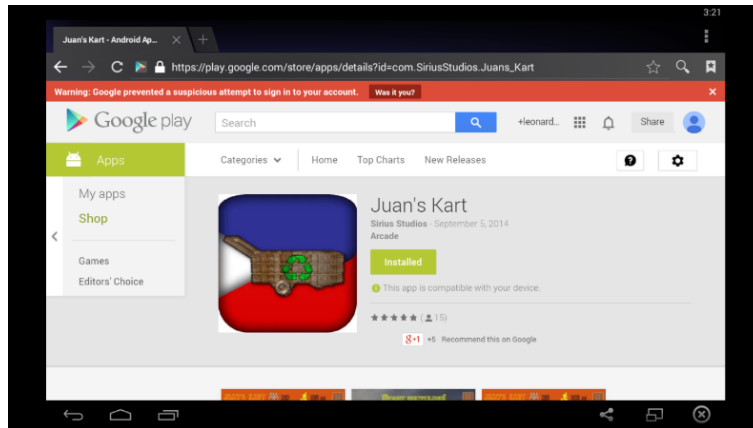 3:21
Juan's Kart - Android Ap...
https://play.google.com/store/apps/details?id=com.SiriusStudios.Juans_Kart
Warning: Google prevented a suspicious attempt to sign in to your account. Was it you?
Google play Search +leonard... Share
Apps Categories Home Top Charts New Releases
My apps
Shop
Games
Editors' Choice
Juan's Kart
Sirius Studios - September 5, 2014
Arcade
Installed
This app is compatible with your device.
(15)
g+1 +5 Recommend this on Google